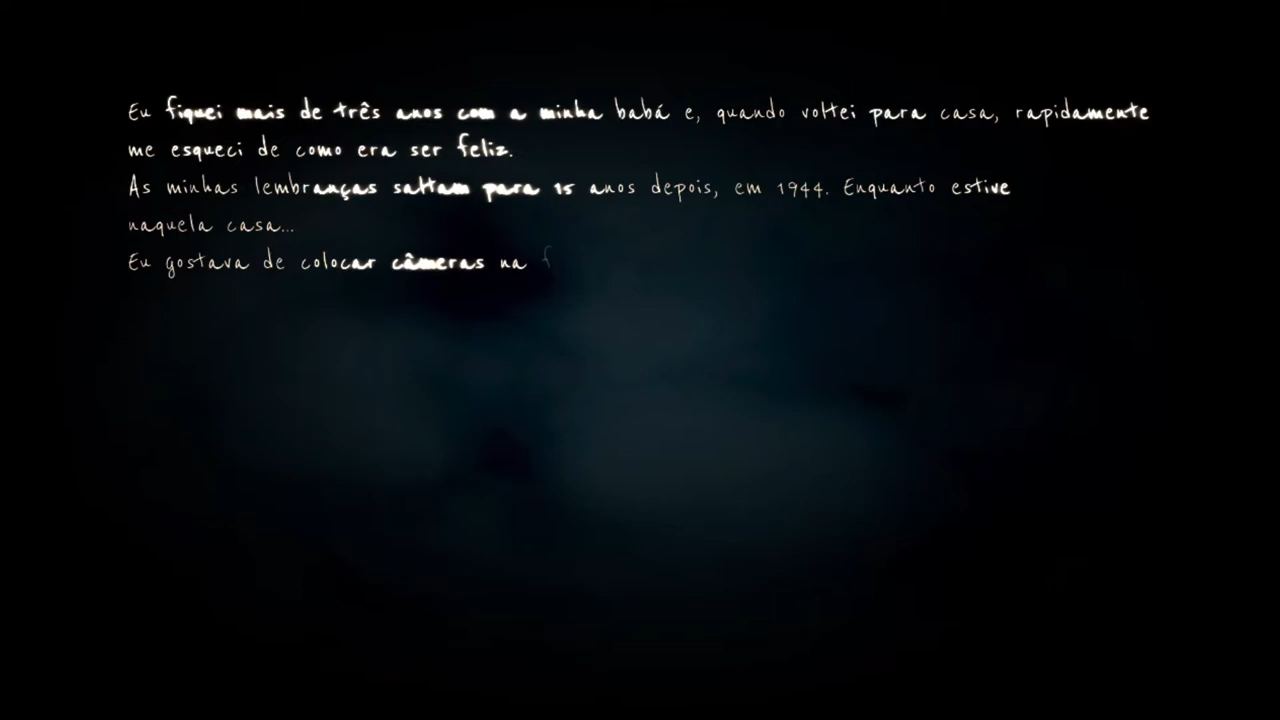 Eu fiquei mais de três anos com a minha babá e, quando voltei para casa, rapidamente
me esqueci de como era ser feliz.
As minhas lembranças saltam para 15 anos depois, em 1944. Enquanto estive
naquela casa...
Eu gostava de colocar câmeras na f